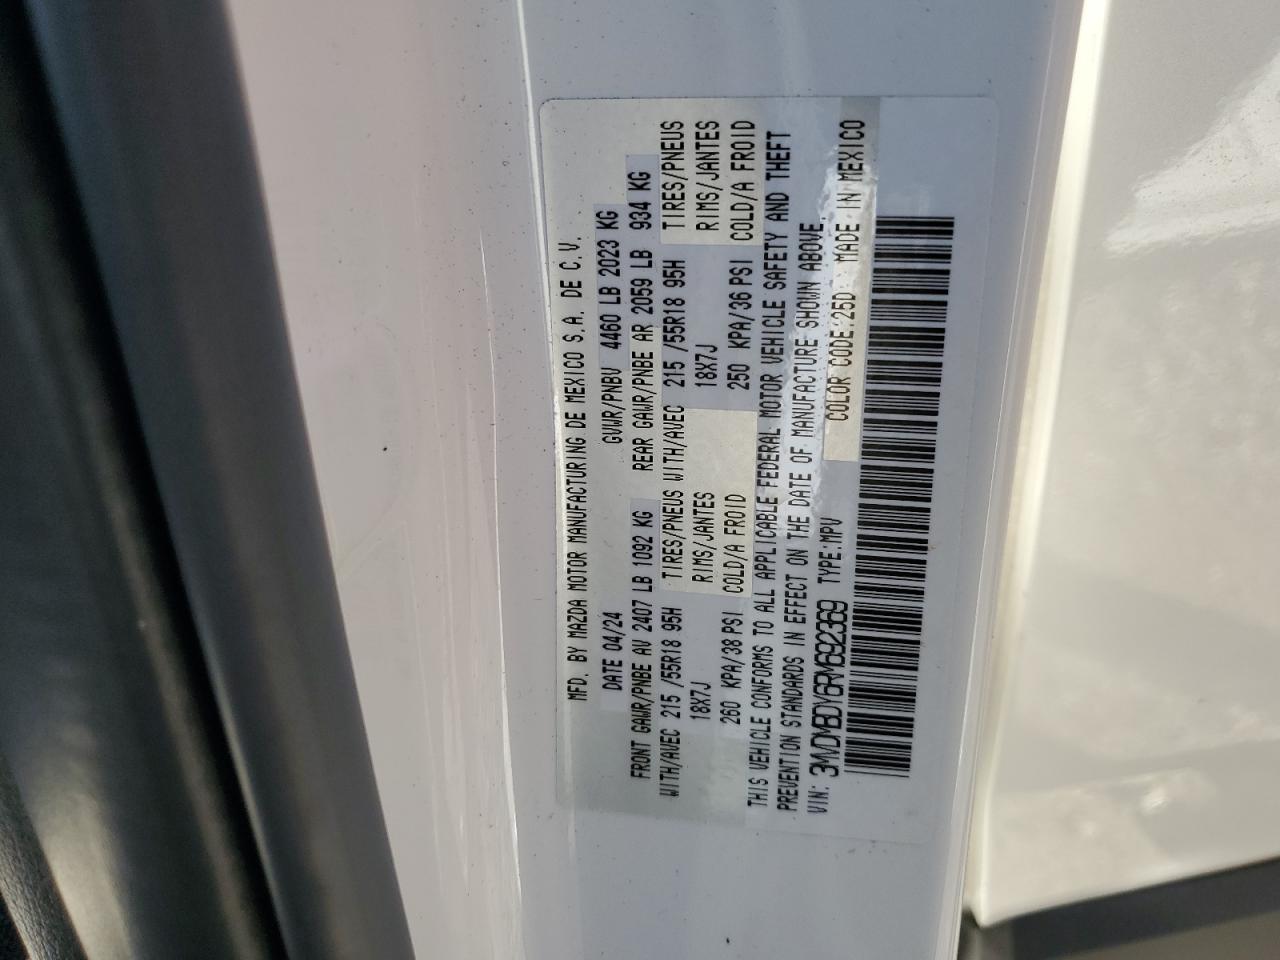 MFD. BY MAZDA MOTOR MANUFACTURING DE MEXICO S.A. DE C.V.
DATE 04/24 GVWR/PNBV 4460 LB 2023 KG
FRONT GAWR/PNBE AV 2407 LB 1092 KG REAR GAWR/PNBE AR 2059 LB 934 KG
WITH/AVEC 215 /55R18 95H TIRES/PNEUS WITH/AVEC 215 /55R18 95H TIRES/PNEUS
18X7J RIMS/JANTES 18X7J RIMS/JANTES
260 KPA/38 PSI COLD/A FROID 250 KPA/36 PSI COLD/A FROID
THIS VEHICLE CONFORMS TO ALL APPLICABLE FEDERAL MOTOR VEHICLE SAFETY AND THEFT
PREVENTION STANDARDS IN EFFECT ON THE DATE OF MANUFACTURE SHOWN ABOVE.
VIN: 3MVDMBDY6RM692369 TYPE:MPV COLOR CODE:25D MADE IN MEXICO